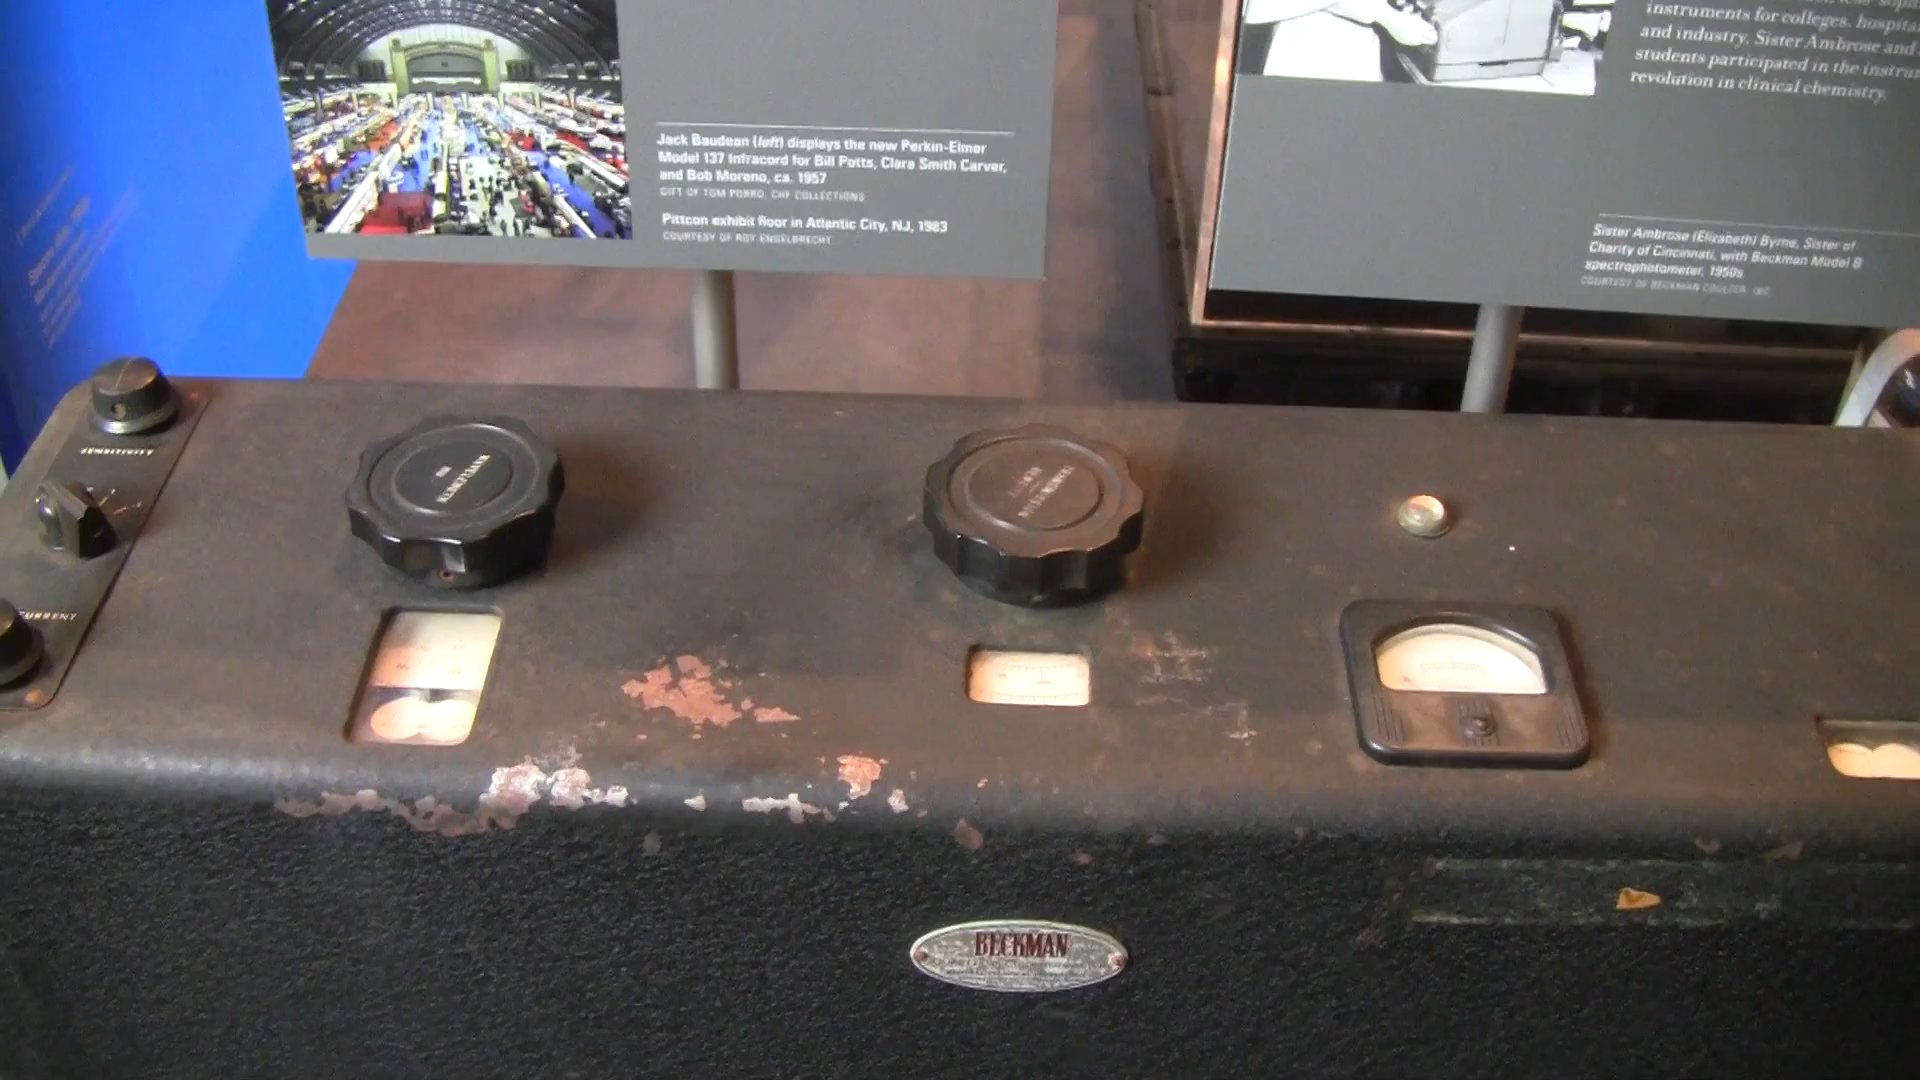 Jack Baudean (left) displays the new Perkin-Elmer
Model 137 Infracord for Bill Potts, Clara Smith Carver,
and Bob Moreno, ca. 1957
GIFT OF TOM PORRO, CHF COLLECTIONS
Pittcon exhibit floor in Atlantic City, NJ, 1983
COURTESY OF ROY ENGELBRECHT
instruments for colleges, hospita
and industry. Sister Ambrose and
students participated in the instrum
revolution in clinical chemistry.
Sister Ambrose (Elizabeth) Byrne, Sister of
Charity of Cincinnati, with Beckman Model B
spectrophotometer, 1950s
COURTESY OF BECKMAN COULTER, INC.
SENSITIVITY
CURRENT
WAVELENGTH
TRANSMISSION
DENSITY
BECKMAN